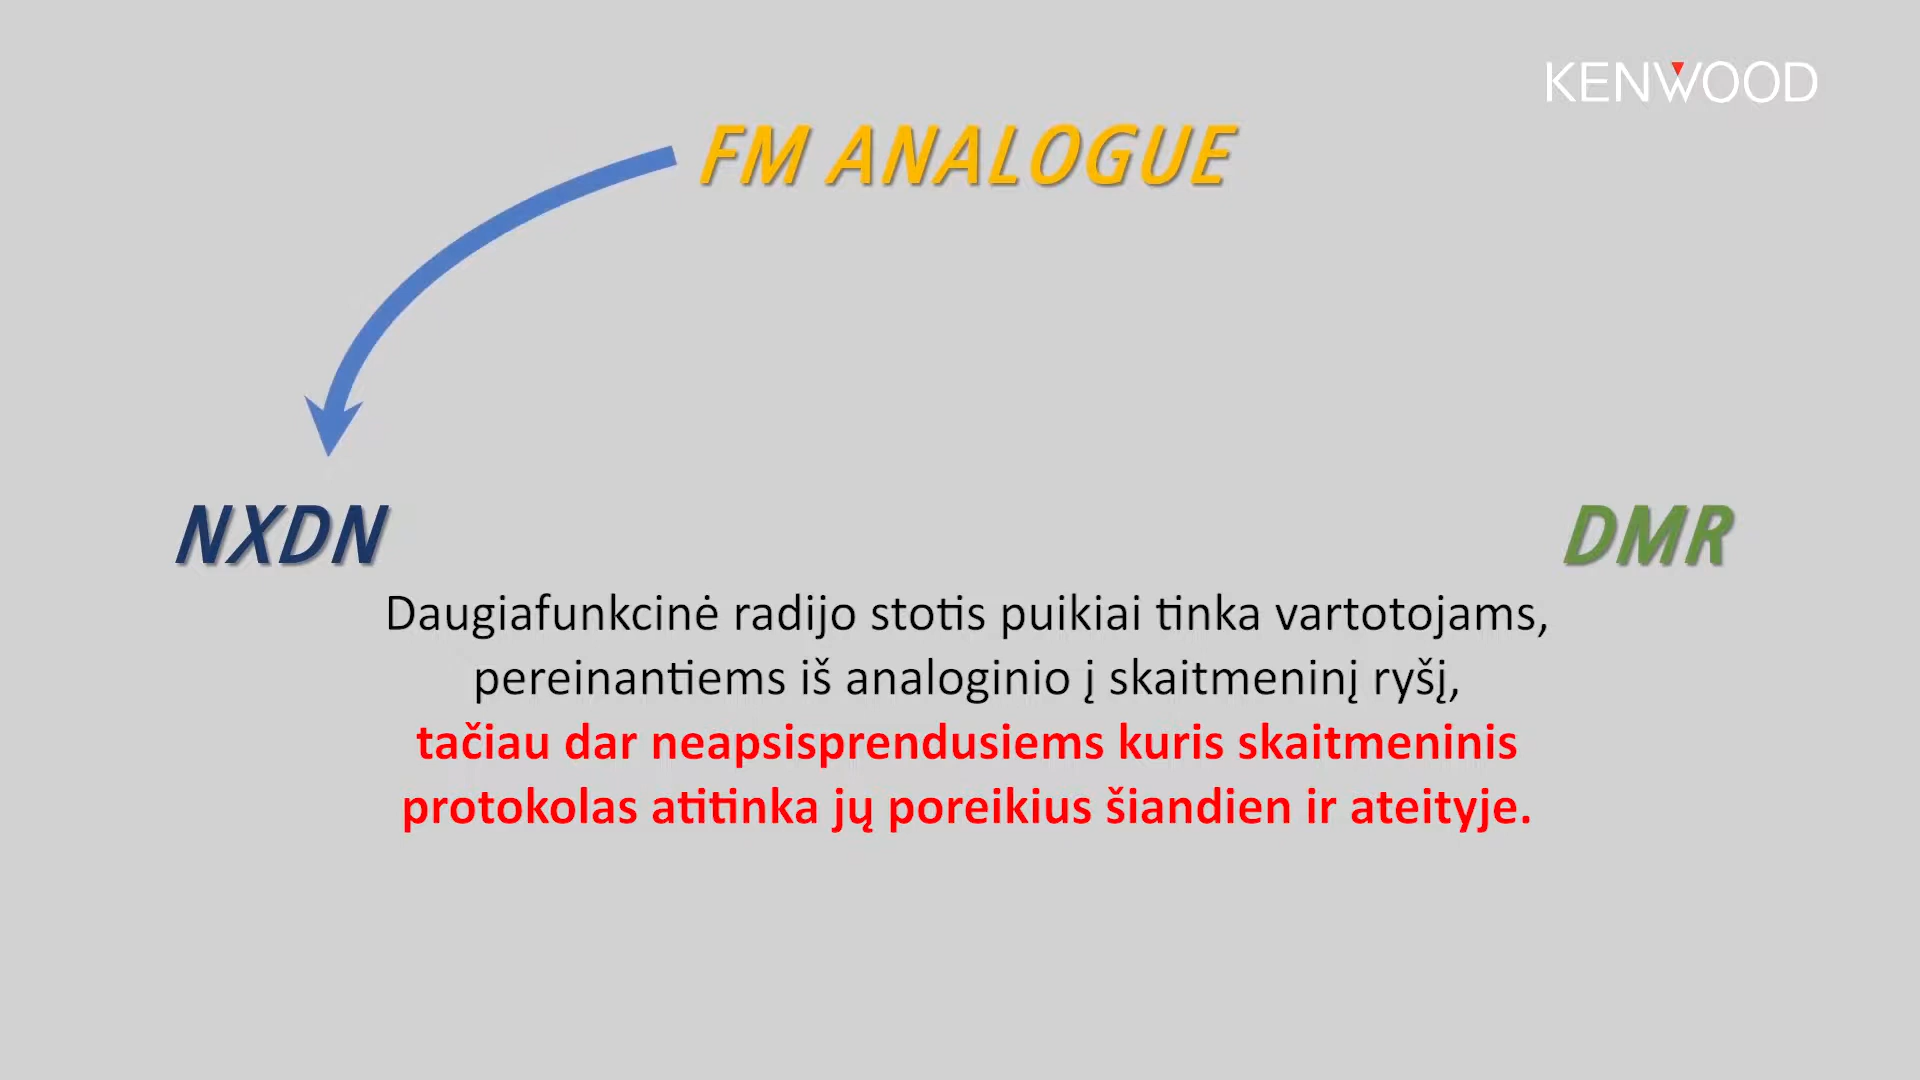 KENWOOD
FM ANALOGUE
NXDN
DMR
Daugiafunkcinė radijo stotis puikiai tinka vartotojams,
pereinantiems iš analoginio į skaitmeninį ryšį,
tačiau dar neapsisprendusiems kuris skaitmeninis
protokolas atitinka jų poreikius šiandien ir ateityje.